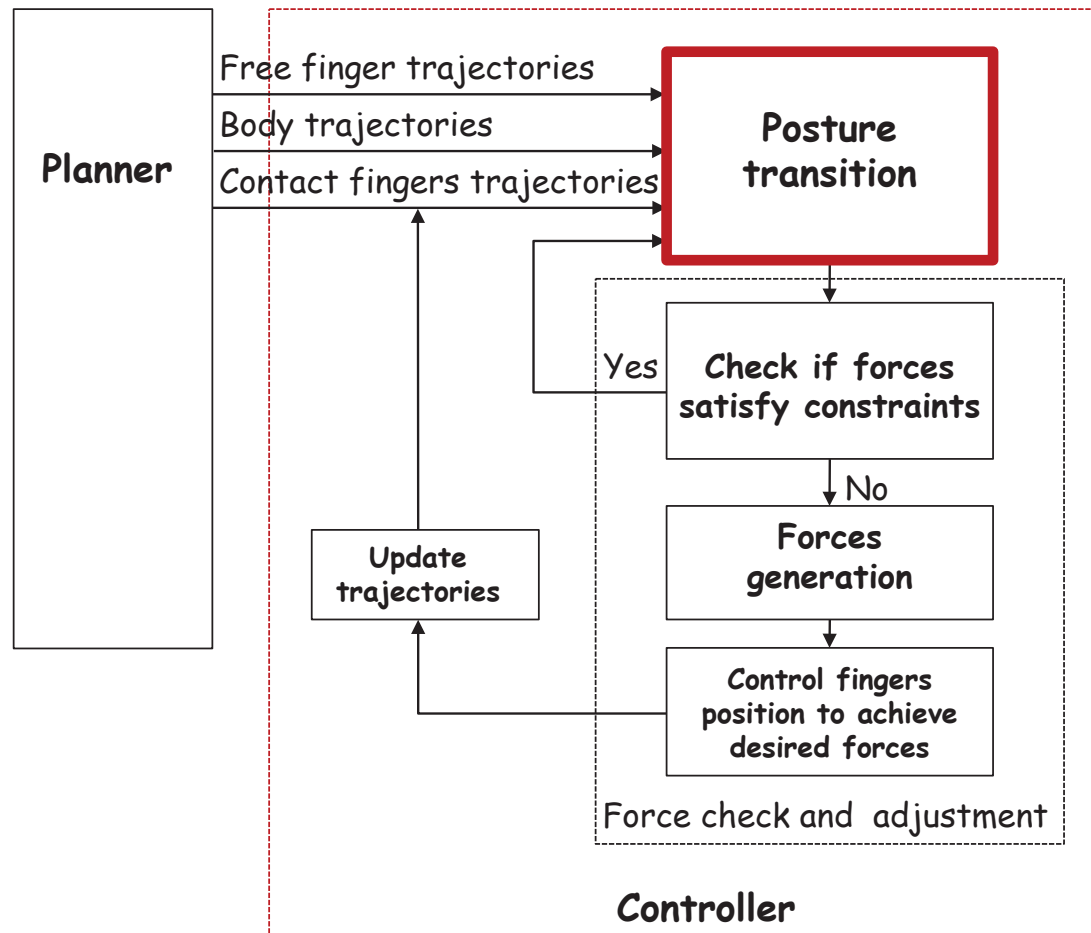 Planner
Free finger trajectories
Body trajectories
Contact fingers trajectories
Posture
transition
Yes
Check if forces
satisfy constraints
No
Forces
generation
Update
trajectories
Control fingers
position to achieve
desired forces
Force check and adjustment
Controller